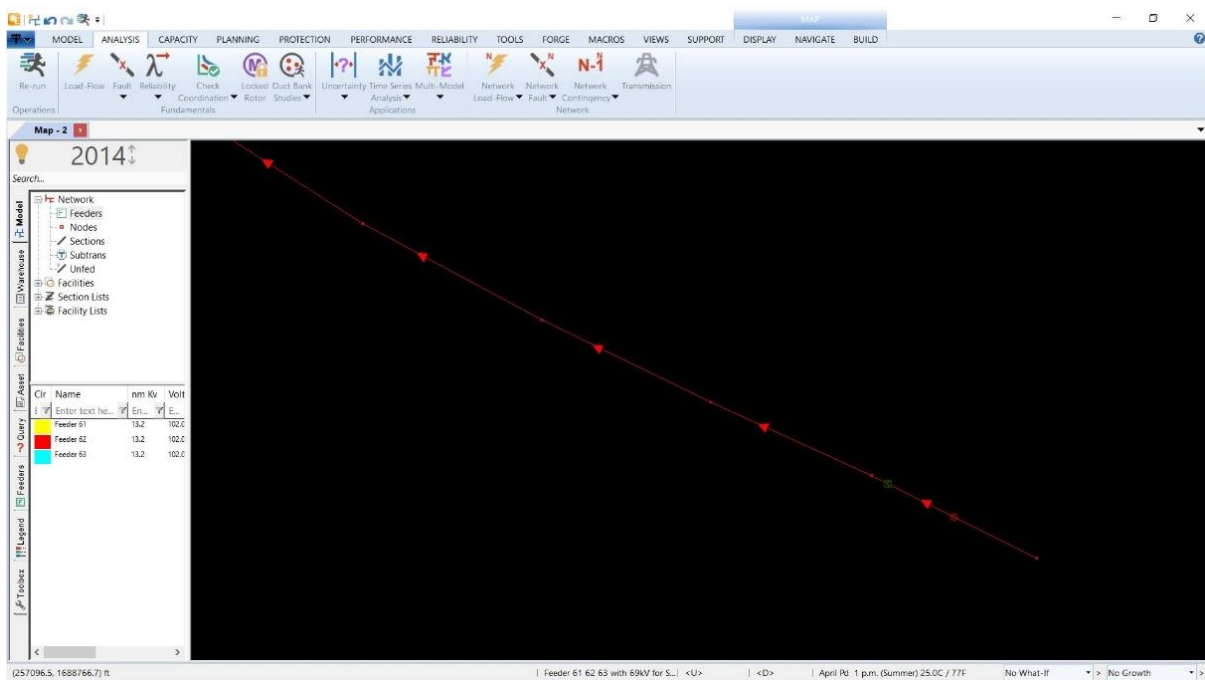 MAP
MODEL ANALYSIS CAPACITY PLANNING PROTECTION PERFORMANCE RELIABILITY TOOLS FORGE MACROS VIEWS SUPPORT DISPLAY NAVIGATE BUILD
Re-run Load-Flow Fault Reliability Check Locked Duct Bank Uncertainty Time Series Multi-Model Network Network Network Transmission
Coordination Rotor Studies Analysis Load-Flow Fault Contingency
Operations Fundamentals Applications Network
Map - 2
2014
Search...
Network
Feeders
Nodes
Sections
Subtrans
Unfed
Facilities
Section Lists
Facility Lists
Model
Warehouse
Facilities
Asset
Query
Feeders
Legend
Toolbox
Clr Name nm Kv Volt
Enter text he... En... E...
Feeder 61 13.2 102.0
Feeder 62 13.2 102.0
Feeder 63 13.2 102.0
(257096.5, 1688766.7) ft | Feeder 61 62 63 with 69kV for S...| <U> | <D> | April Pd 1 p.m. (Summer) 25.0C / 77F No What-If > No Growth >